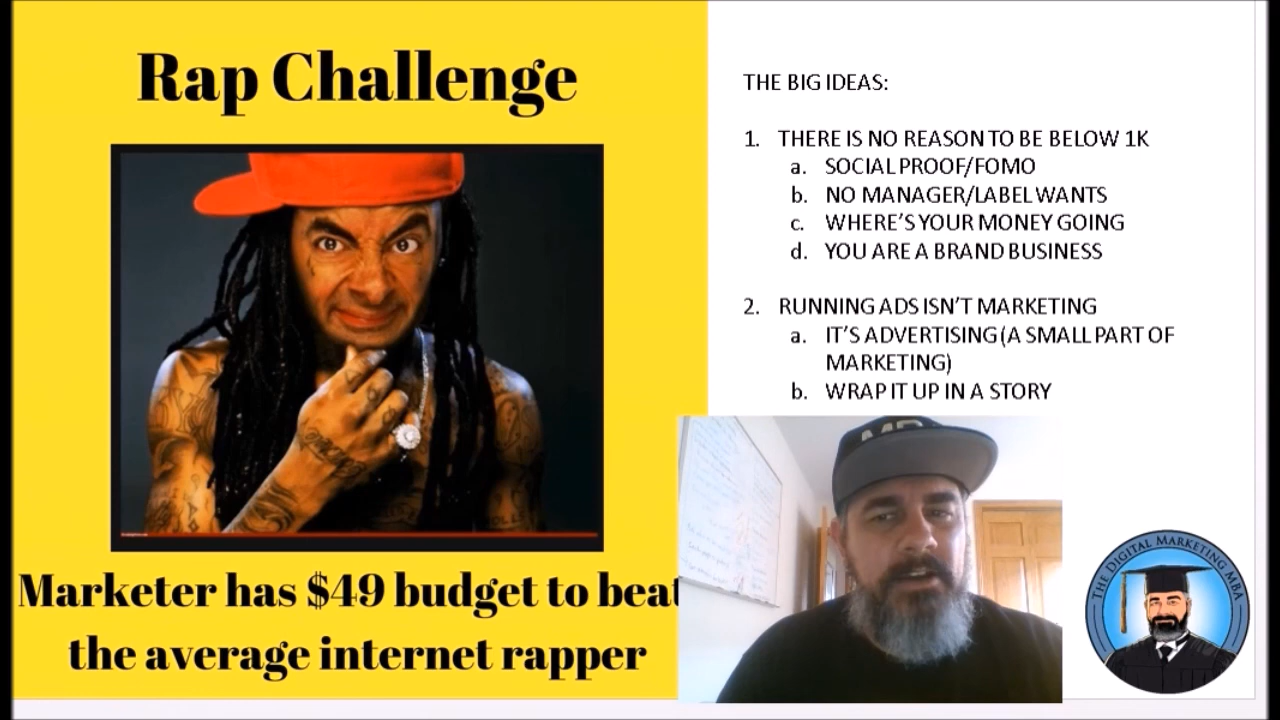 Rap Challenge
Marketer has $49 budget to beat
the average internet rapper
THE BIG IDEAS:
1. THERE IS NO REASON TO BE BELOW 1K
a. SOCIAL PROOF/FOMO
b. NO MANAGER/LABEL WANTS
c. WHERE'S YOUR MONEY GOING
d. YOU ARE A BRAND BUSINESS
2. RUNNING ADS ISN'T MARKETING
a. IT'S ADVERTISING (A SMALL PART OF
MARKETING)
b. WRAP IT UP IN A STORY
THE DIGITAL MARKETING MBA